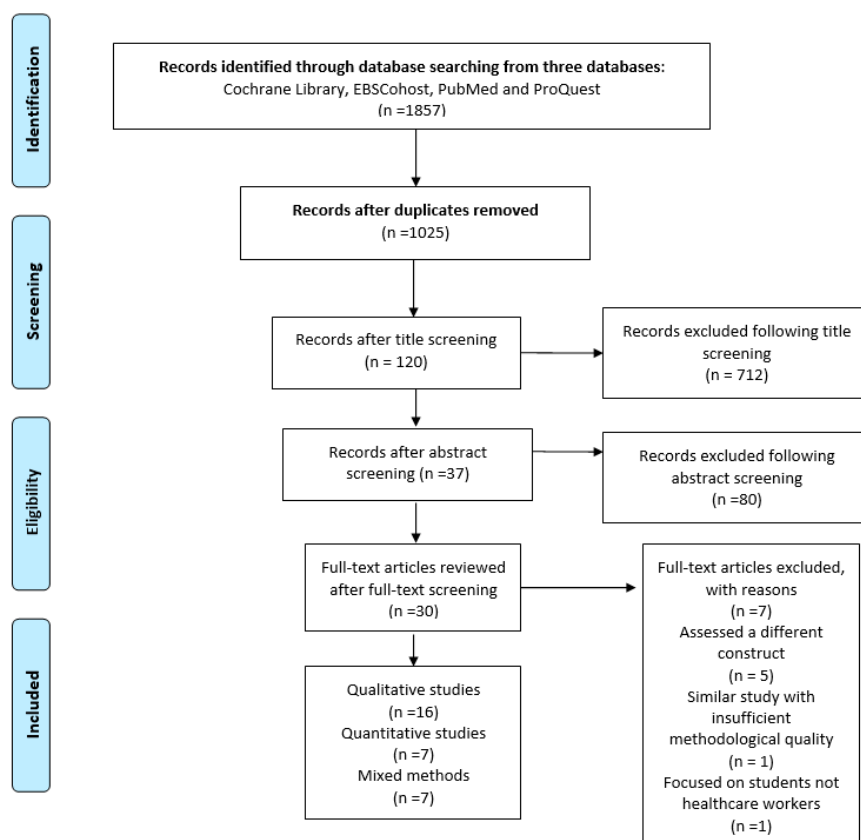 Identification
Records identified through database searching from three databases:
Cochrane Library, EBSCohost, PubMed and ProQuest
(n =1857)
Records after duplicates removed
(n =1025)
Screening
Records after title screening
(n = 120)
Records excluded following title
screening
(n = 712)
Eligibility
Records after abstract
screening (n =37)
Records excluded following
abstract screening
(n =80)
Full-text articles reviewed
after full-text screening
(n =30)
Full-text articles excluded,
with reasons
(n =7)
Assessed a different
construct
(n = 5)
Similar study with
insufficient
methodological quality
(n = 1)
Focused on students not
healthcare workers
(n =1)
Included
Qualitative studies
(n =16)
Quantitative studies
(n =7)
Mixed methods
(n =7)